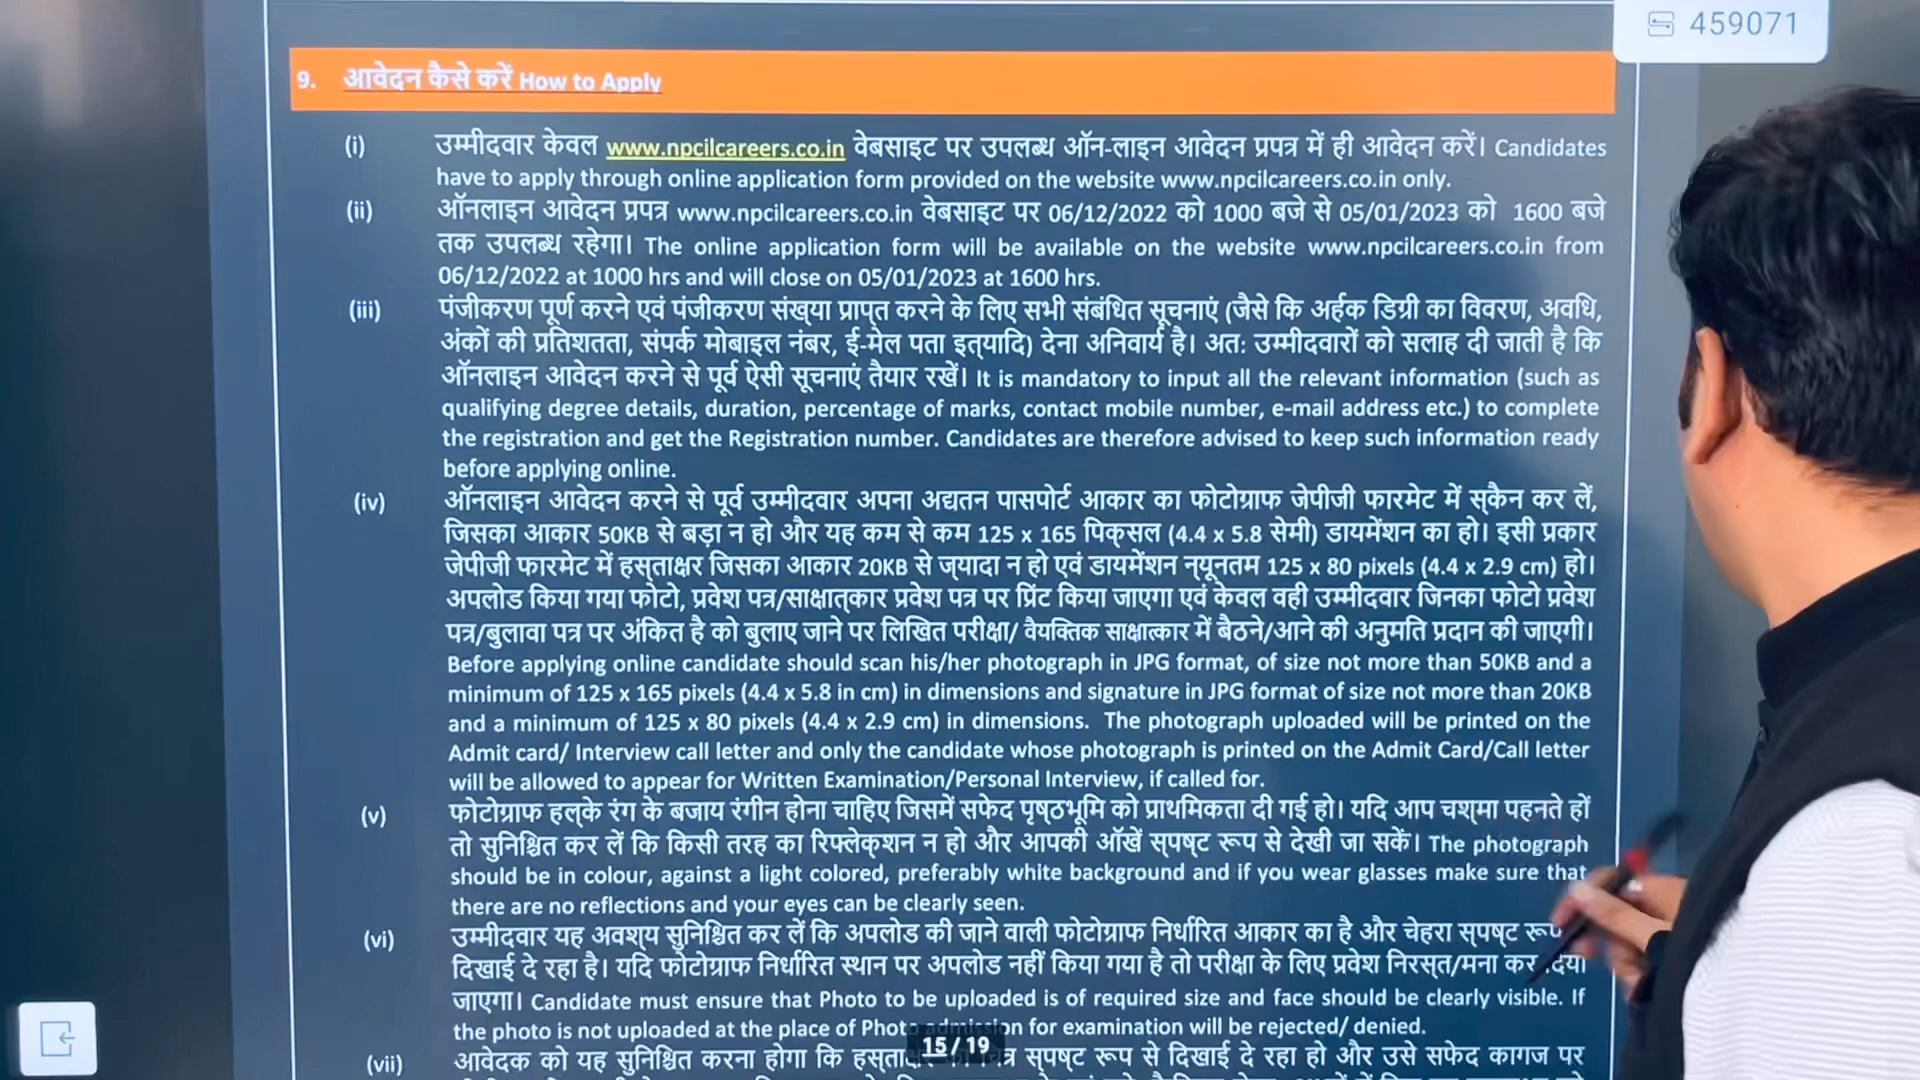 459071
9. आवेदन कैसे करें How to Apply
(i) उम्मीदवार केवल www.npcilcareers.co.in वेबसाइट पर उपलब्ध ऑन-लाइन आवेदन प्रपत्र में ही आवेदन करें। Candidates
have to apply through online application form provided on the website www.npcilcareers.co.in only.
(ii) ऑनलाइन आवेदन प्रपत्र www.npcilcareers.co.in वेबसाइट पर 06/12/2022 को 1000 बजे से 05/01/2023 को 1600 बजे
तक उपलब्ध रहेगा। The online application form will be available on the website www.npcilcareers.co.in from
06/12/2022 at 1000 hrs and will close on 05/01/2023 at 1600 hrs.
(iii) पंजीकरण पूर्ण करने एवं पंजीकरण संख्या प्राप्त करने के लिए सभी संबंधित सूचनाएं (जैसे कि अर्हक डिग्री का विवरण, अवधि,
अंकों की प्रतिशतता, संपर्क मोबाइल नंबर, ई-मेल पता इत्यादि) देना अनिवार्य है। अत: उम्मीदवारों को सलाह दी जाती है कि
ऑनलाइन आवेदन करने से पूर्व ऐसी सूचनाएं तैयार रखें। It is mandatory to input all the relevant information (such as
qualifying degree details, duration, percentage of marks, contact mobile number, e-mail address etc.) to complete
the registration and get the Registration number. Candidates are therefore advised to keep such information ready
before applying online.
(iv) ऑनलाइन आवेदन करने से पूर्व उम्मीदवार अपना अद्यतन पासपोर्ट आकार का फोटोग्राफ जेपीजी फारमेट में स्कैन कर लें,
जिसका आकार 50KB से बड़ा न हो और यह कम से कम 125 x 165 पिक्सल (4.4 x 5.8 सेमी) डायमेंशन का हो। इसी प्रकार
जेपीजी फारमेट में हस्ताक्षर जिसका आकार 20KB से ज्यादा न हो एवं डायमेंशन न्यूनतम 125 x 80 pixels (4.4 x 2.9 cm) हो।
अपलोड किया गया फोटो, प्रवेश पत्र/साक्षात्कार प्रवेश पत्र पर प्रिंट किया जाएगा एवं केवल वही उम्मीदवार जिनका फोटो प्रवेश
पत्र/बुलावा पत्र पर अंकित है को बुलाए जाने पर लिखित परीक्षा/ वैयक्तिक साक्षात्कार में बैठने/आने की अनुमति प्रदान की जाएगी।
Before applying online candidate should scan his/her photograph in JPG format, of size not more than 50KB and a
minimum of 125 x 165 pixels (4.4 x 5.8 in cm) in dimensions and signature in JPG format of size not more than 20KB
and a minimum of 125 x 80 pixels (4.4 x 2.9 cm) in dimensions. The photograph uploaded will be printed on the
Admit card/ Interview call letter and only the candidate whose photograph is printed on the Admit Card/Call letter
will be allowed to appear for Written Examination/Personal Interview, if called for.
(v) फोटोग्राफ हल्के रंग के बजाय रंगीन होना चाहिए जिसमें सफेद पृष्ठभूमि को प्राथमिकता दी गई हो। यदि आप चश्मा पहनते हों
तो सुनिश्चित कर लें कि किसी तरह का रिफ्लेक्शन न हो और आपकी ऑखें स्पष्ट रूप से देखी जा सकें। The photograph
should be in colour, against a light colored, preferably white background and if you wear glasses make sure that
there are no reflections and your eyes can be clearly seen.
(vi) उम्मीदवार यह अवश्य सुनिश्चित कर लें कि अपलोड की जाने वाली फोटोग्राफ निर्धारित आकार का है और चेहरा स्पष्ट रूप
दिखाई दे रहा है। यदि फोटोग्राफ निर्धारित स्थान पर अपलोड नहीं किया गया है तो परीक्षा के लिए प्रवेश निरस्त/मना कर दिया
जाएगा। Candidate must ensure that Photo to be uploaded is of required size and face should be clearly visible. If
the photo is not uploaded at the place of Photo admission for examination will be rejected/ denied.
(vii) आवेदक को यह सुनिश्चित करना होगा कि स्पष्ट रूप से दिखाई दे रहा हो और उसे सफेद कागज पर
15 / 19